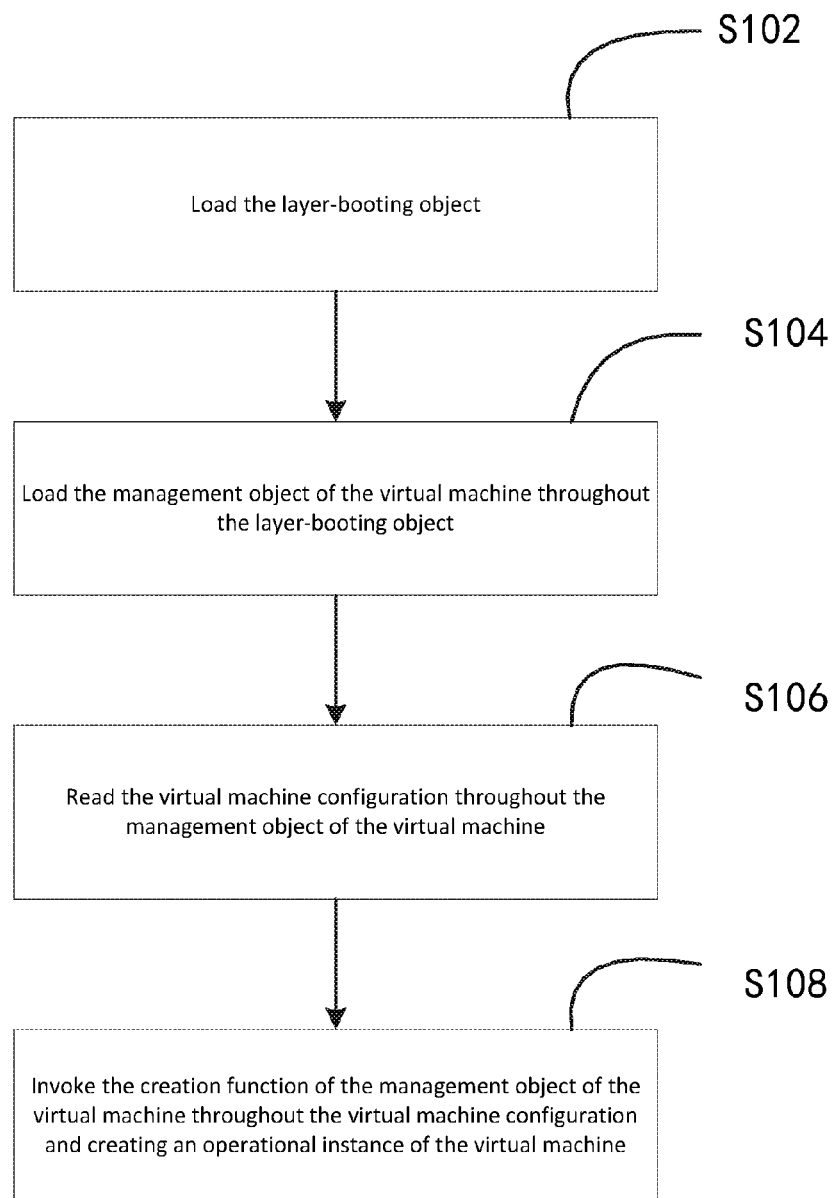 S102
Load the layer-booting object
S104
Load the management object of the virtual machine throughout
the layer-booting object
S106
Read the virtual machine configuration throughout the
management object of the virtual machine
S108
Invoke the creation function of the management object of the
virtual machine throughout the virtual machine configuration
and creating an operational instance of the virtual machine